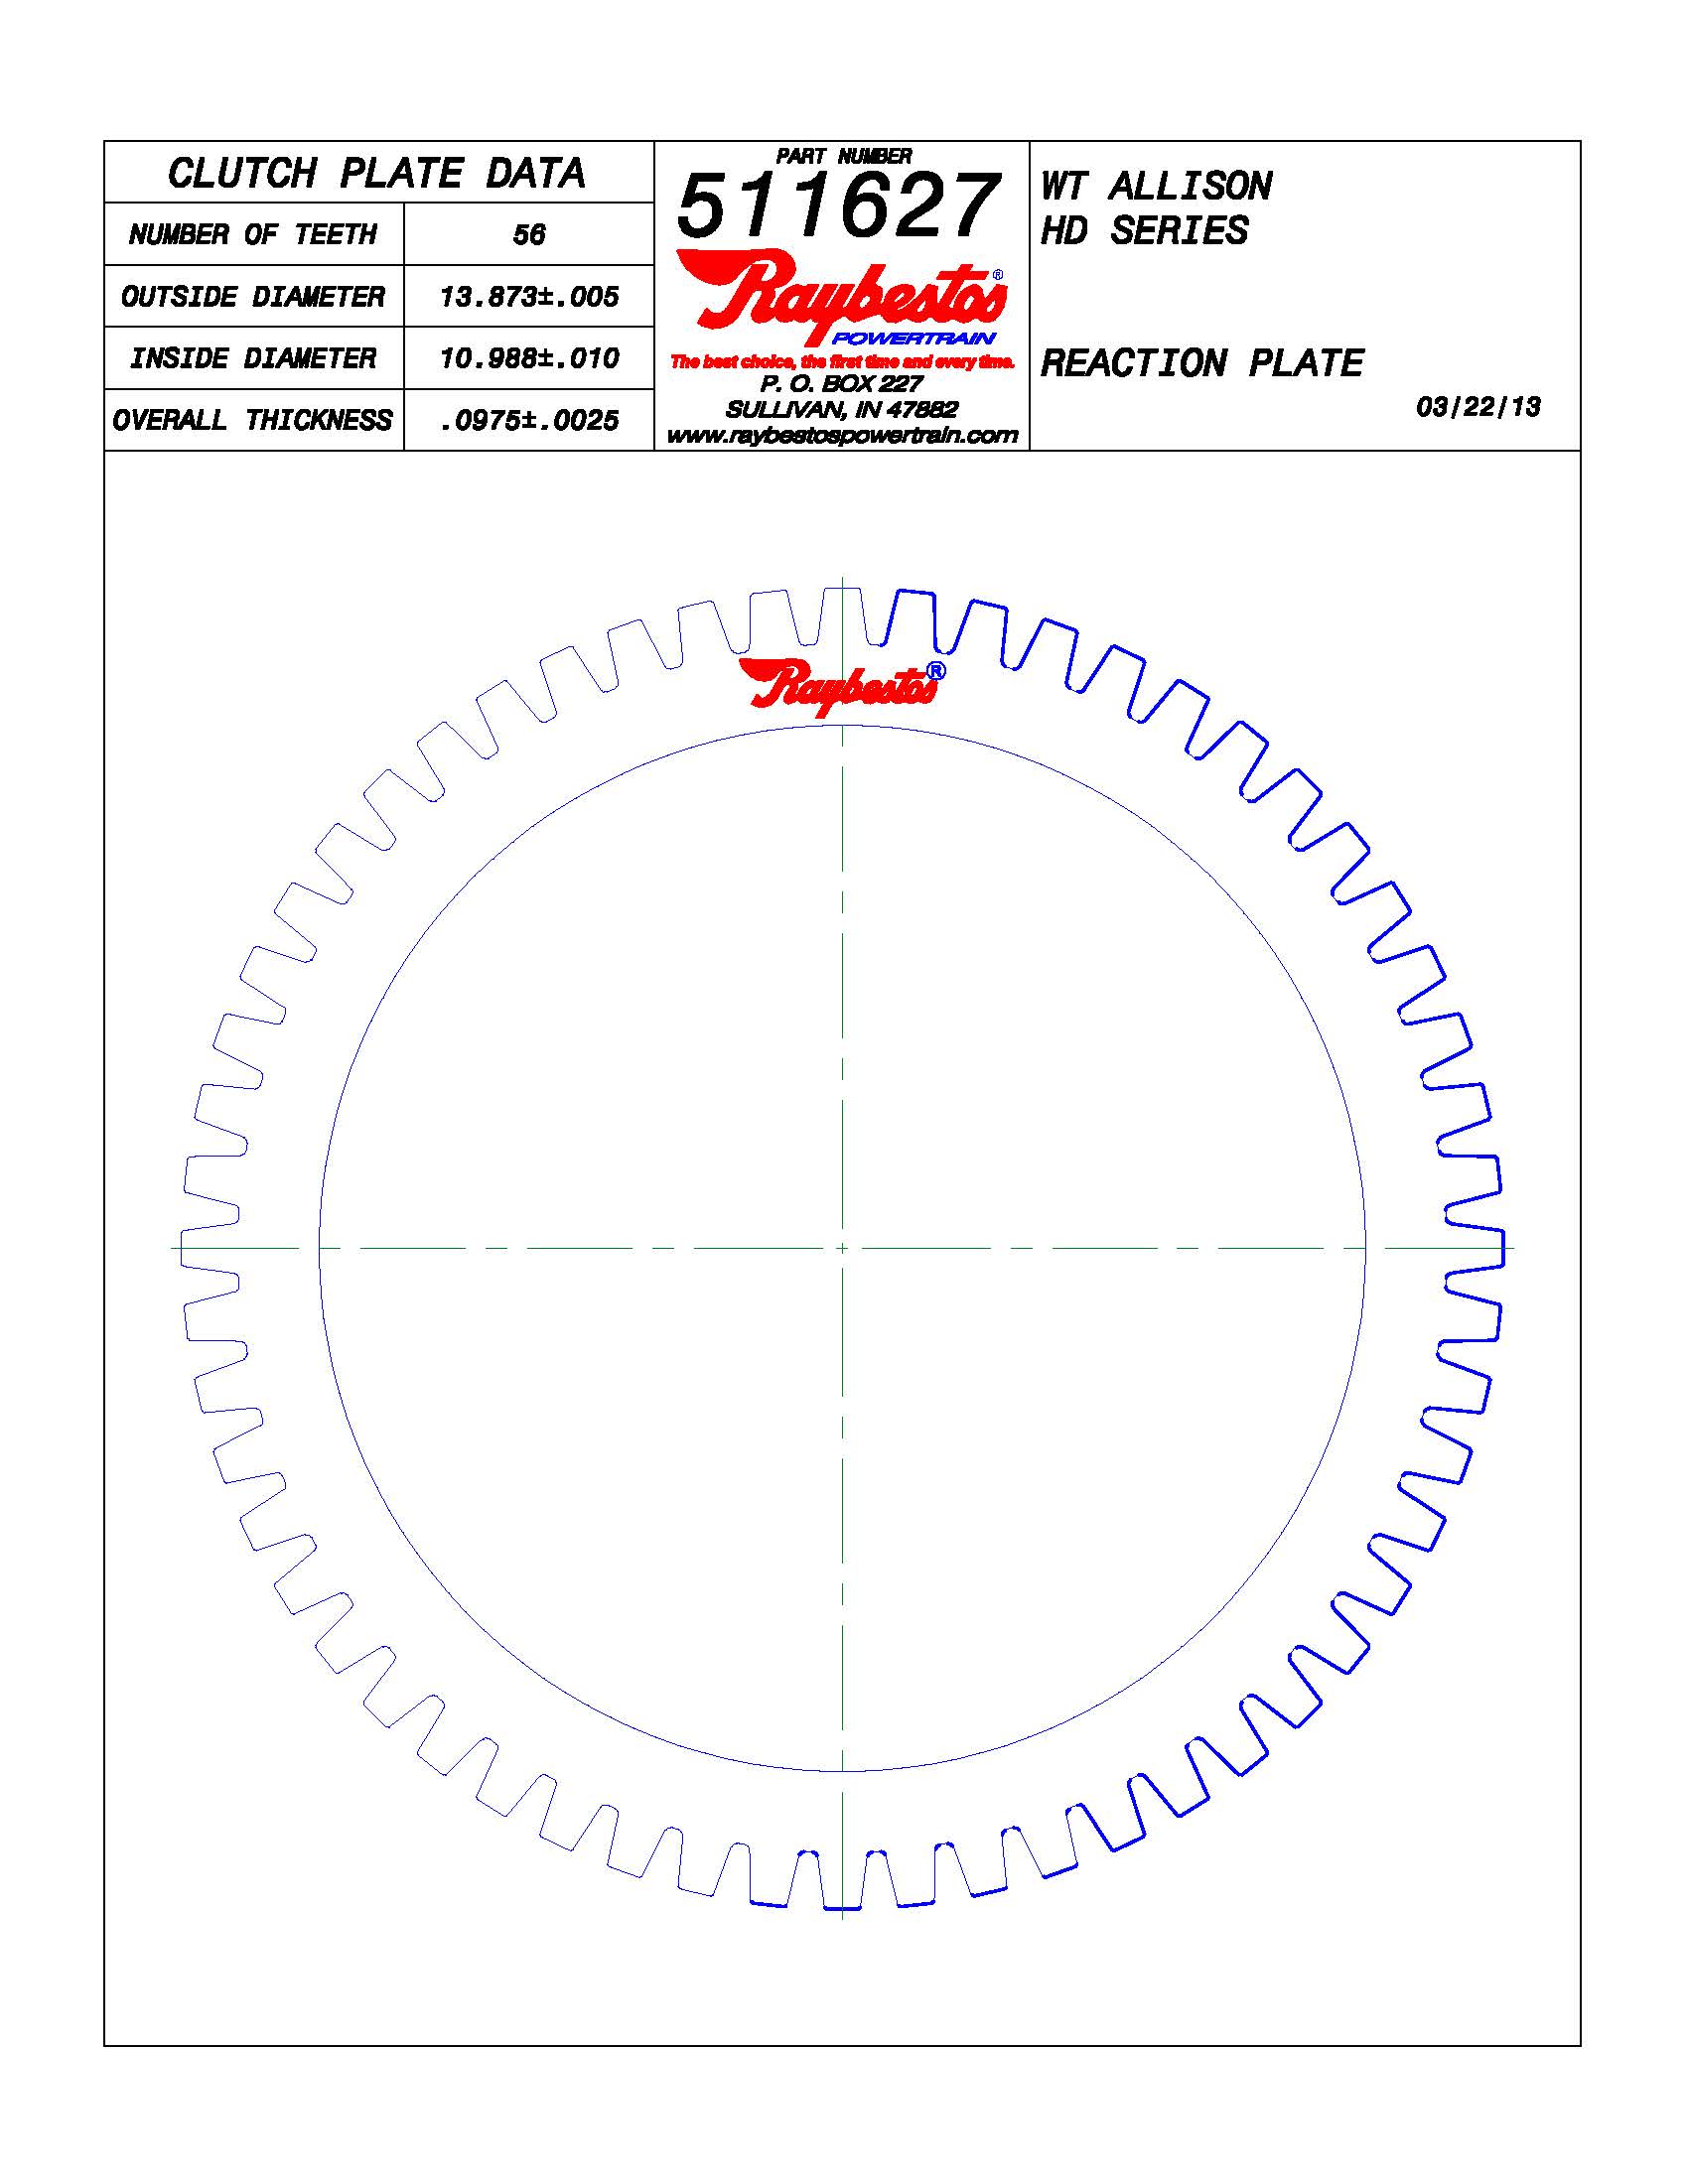 CLUTCH PLATE DATA
NUMBER OF TEETH 56
OUTSIDE DIAMETER 13.873±.005
INSIDE DIAMETER 10.988±.010
OVERALL THICKNESS .0975±.0025
PART NUMBER
511627
Raybestos®
POWERTRAIN
The best choice, the first time and every time.
P. O. BOX 227
SULLIVAN, IN 47882
www.raybestospowertrain.com
WT ALLISON
HD SERIES
REACTION PLATE
03/22/13
Raybestos®